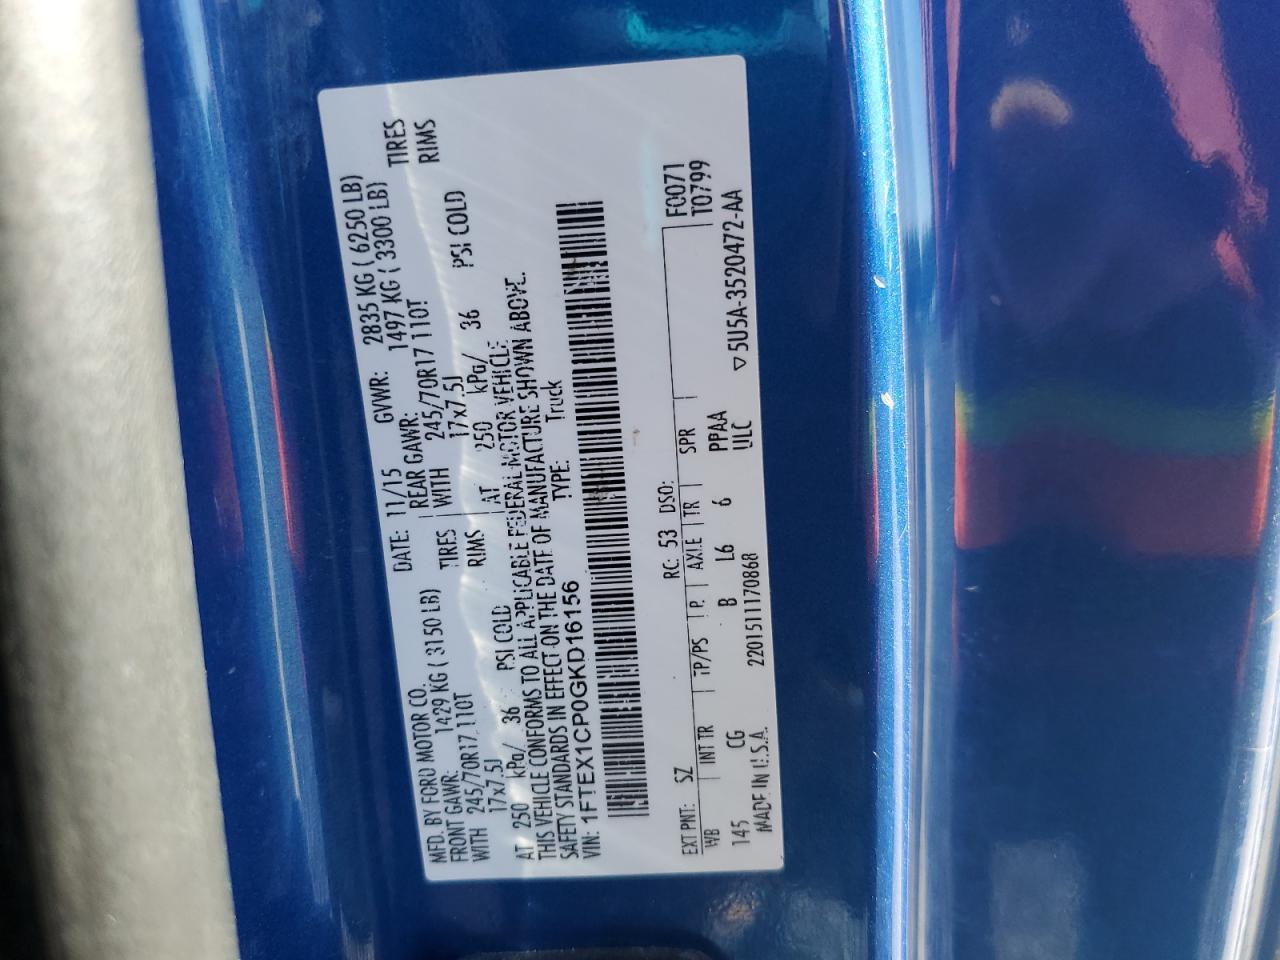 MFD. BY FORD MOTOR CO. DATE: 11/15 GVWR: 2835 KG ( 6250 LB)
FRONT GAWR: 1429 KG ( 3150 LB) REAR GAWR: 1497 KG ( 3300 LB)
WITH 245/70R17 110T TIRES WITH 245/70R17 110T TIRES
17x7.5J RIMS 17x7.5J RIMS
AT 250 kPa/ 36 PSI COLD AT 250 kPa/ 36 PSI COLD
THIS VEHICLE CONFORMS TO ALL APPLICABLE FEDERAL MOTOR VEHICLE
SAFETY STANDARDS IN EFFECT ON THE DATE OF MANUFACTURE SHOWN ABOVE.
VIN: 1FTEX1CP0GKD16156 TYPE: Truck
EXT PNT: SZ RC: 53 DSO: F0071
WB INT TR TP/PS P. AXLE TR SPR T0799
145 CG B L6 6 PPAA
MADE IN U.S.A. 2201511170868 ULC ▽5U5A-3520472-AA